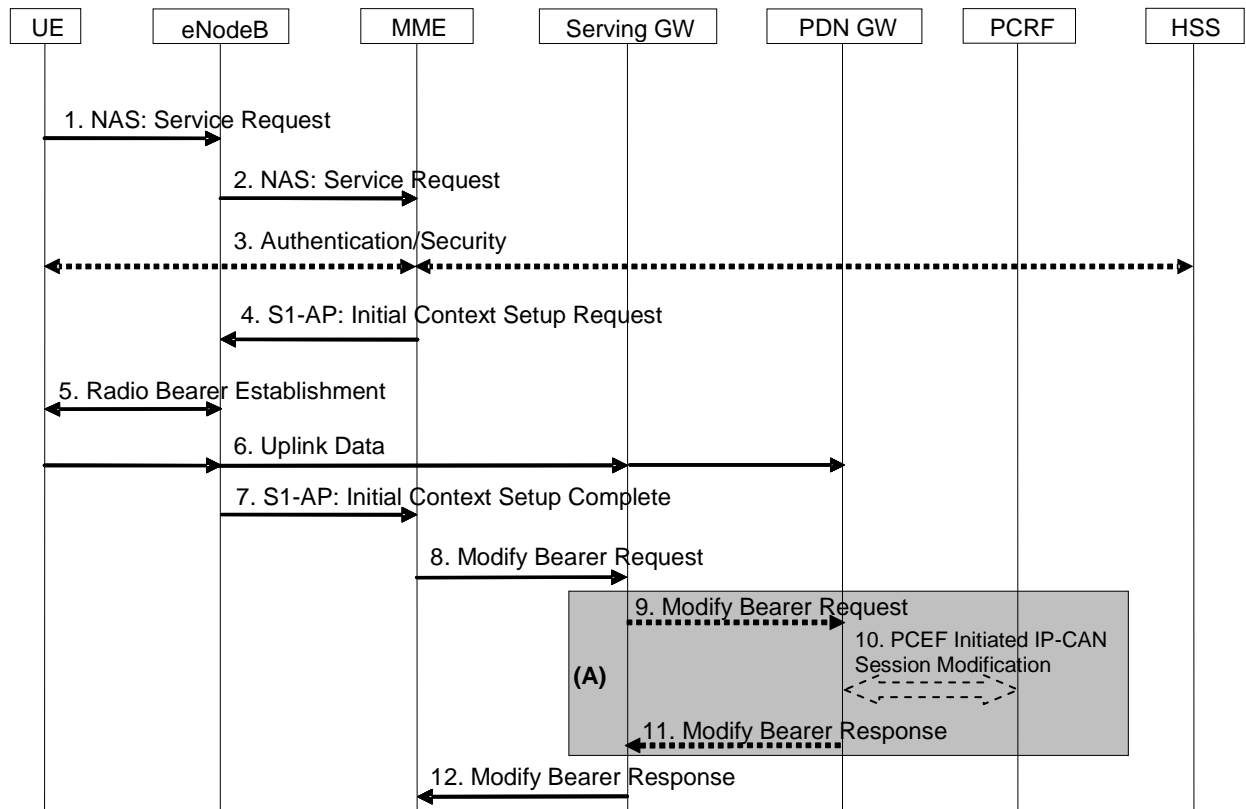 UE eNodeB MME Serving GW PDN GW PCRF HSS
1. NAS: Service Request
2. NAS: Service Request
3. Authentication/Security
4. S1-AP: Initial Context Setup Request
5. Radio Bearer Establishment
6. Uplink Data
7. S1-AP: Initial Context Setup Complete
8. Modify Bearer Request
9. Modify Bearer Request
10. PCEF Initiated IP-CAN
Session Modification
(A)
11. Modify Bearer Response
12. Modify Bearer Response